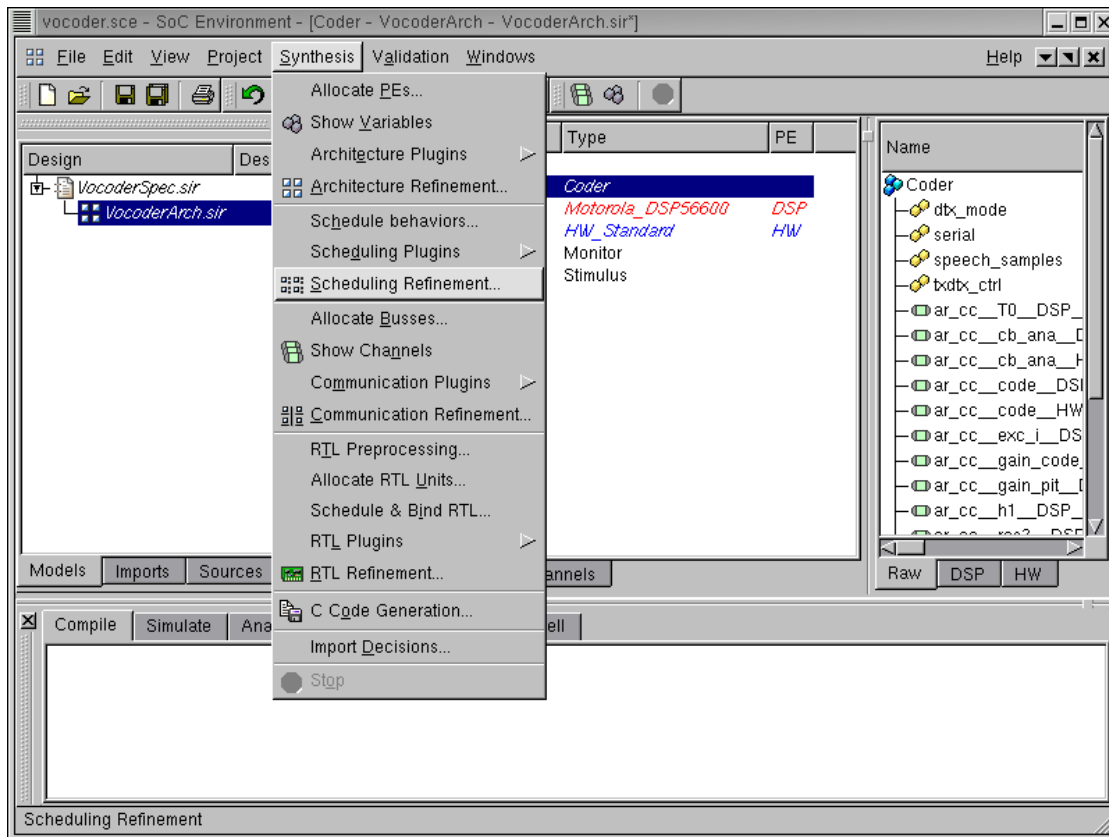 vocoder.sce - SoC Environment - [Coder - VocoderArch - VocoderArch.sir*]
File Edit View Project Synthesis Validation Windows Help
Allocate PEs...
Show Variables
Architecture Plugins
Architecture Refinement...
Schedule behaviors...
Scheduling Plugins
Scheduling Refinement...
Allocate Busses...
Show Channels
Communication Plugins
Communication Refinement...
RTL Preprocessing...
Allocate RTL Units...
Schedule & Bind RTL...
RTL Plugins
RTL Refinement...
C Code Generation...
Import Decisions...
Stop
Design Des
VocoderSpec.sir
VocoderArch.sir
Type PE
Coder
Motorola_DSP56600 DSP
HW_Standard HW
Monitor
Stimulus
Name
Coder
dtx_mode
serial
speech_samples
txdtx_ctrl
ar_cc__T0__DSP_
ar_cc__cb_ana__D
ar_cc__cb_ana__H
ar_cc__code__DSI
ar_cc__code__HW
ar_cc__exc_i__DS
ar_cc__gain_code_
ar_cc__gain_pit__D
ar_cc__h1__DSP_
Models Imports Sources annels
Raw DSP HW
Compile Simulate Ana ell
Scheduling Refinement